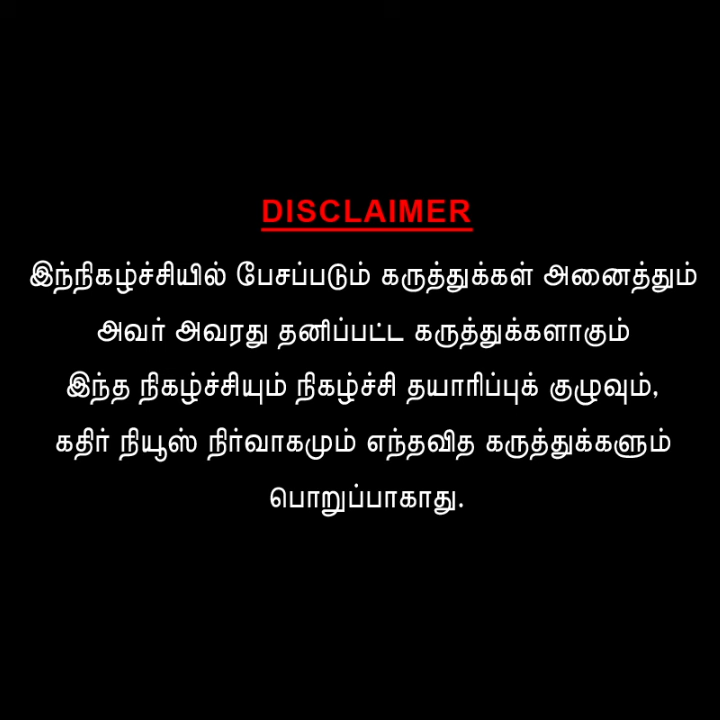 DISCLAIMER
இந்நிகழ்ச்சியில் பேசப்படும் கருத்துக்கள் அனைத்தும்
அவர் அவரது தனிப்பட்ட கருத்துக்களாகும்
இந்த நிகழ்ச்சியும் நிகழ்ச்சி தயாரிப்புக் குழுவும்,
கதிர் நியூஸ் நிர்வாகமும் எந்தவித கருத்துக்களும்
பொறுப்பாகாது.